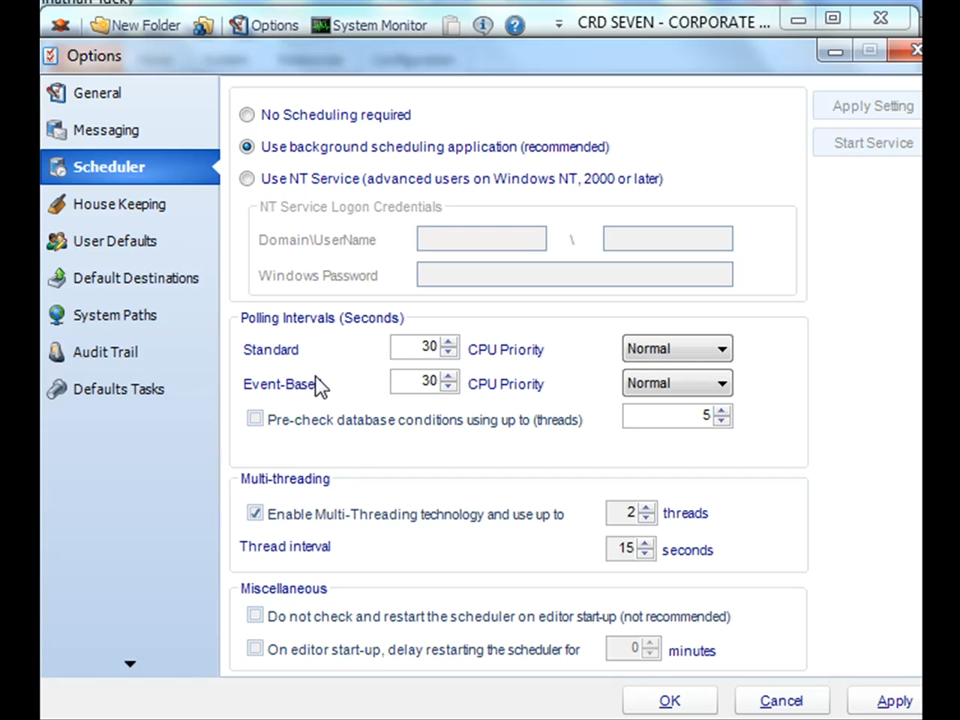 New Folder Options System Monitor CRD SEVEN - CORPORATE ...
Options
General
Messaging
Scheduler
House Keeping
User Defaults
Default Destinations
System Paths
Audit Trail
Defaults Tasks
No Scheduling required
Use background scheduling application (recommended)
Use NT Service (advanced users on Windows NT, 2000 or later)
NT Service Logon Credentials
Domain\UserName \
Windows Password
Apply Setting
Start Service
Polling Intervals (Seconds)
Standard 30 CPU Priority Normal
Event-Base 30 CPU Priority Normal
Pre-check database conditions using up to (threads) 5
Multi-threading
Enable Multi-Threading technology and use up to 2 threads
Thread interval 15 seconds
Miscellaneous
Do not check and restart the scheduler on editor start-up (not recommended)
On editor start-up, delay restarting the scheduler for 0 minutes
OK Cancel Apply